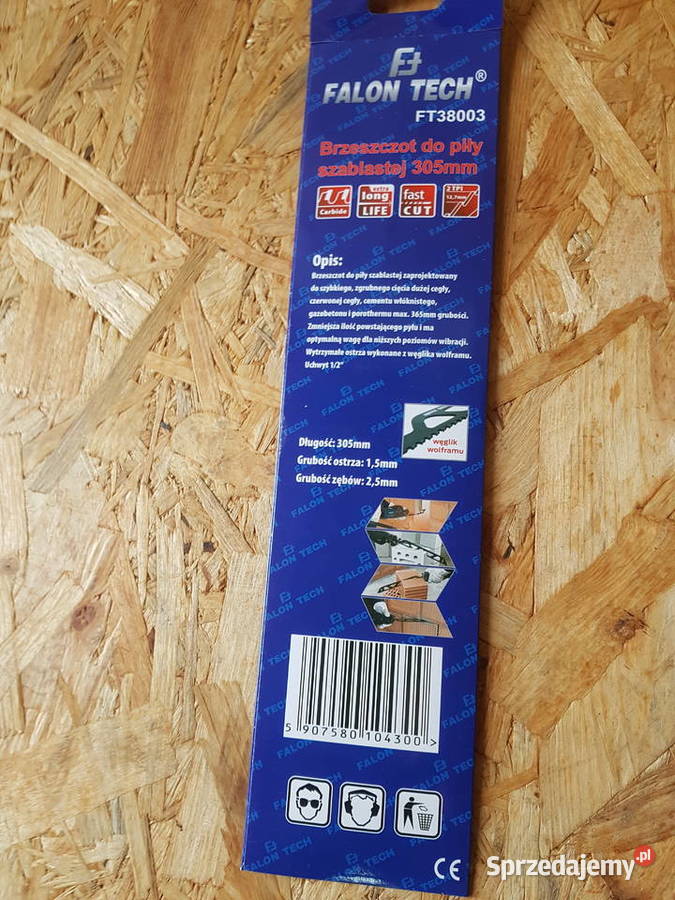 FALON TECH®
FT38003
Brzeszczot do piły
szablastej 305mm
Carbide
extra
long
LIFE
fast
CUT
2 TPI
12,7mm
Opis:
Brzeszczot do piły szablastej zaprojektowany
do szybkiego, zgrubnego cięcia dużej cegły,
czerwonej cegły, cementu włóknistego,
gazobetonu i porothermu max. 365mm grubości.
Zmniejsza ilość powstającego pyłu i ma
optymalną wagę dla niższych poziomów wibracji.
Wytrzymałe ostrza wykonane z węglika wolframu.
Uchwyt 1/2"
węglik
wolframu
Długość: 305mm
Grubość ostrza: 1,5mm
Grubość zębów: 2,5mm
5 907580 104300 >
CE
Sprzedajemy.pl